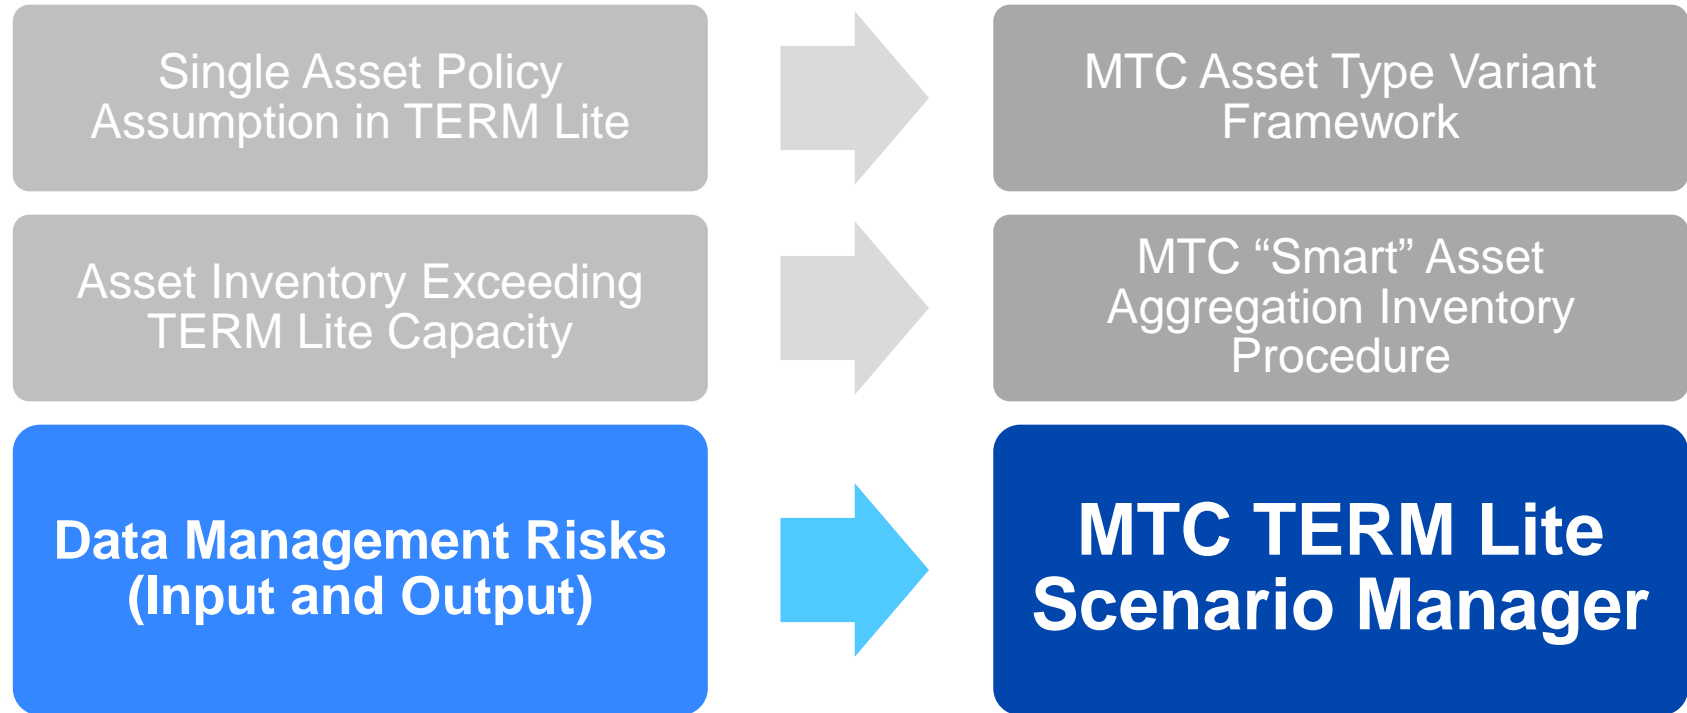 Single Asset Policy
Assumption in TERM Lite
MTC Asset Type Variant
Framework
Asset Inventory Exceeding
TERM Lite Capacity
MTC “Smart” Asset
Aggregation Inventory
Procedure
Data Management Risks
(Input and Output)
MTC TERM Lite
Scenario Manager